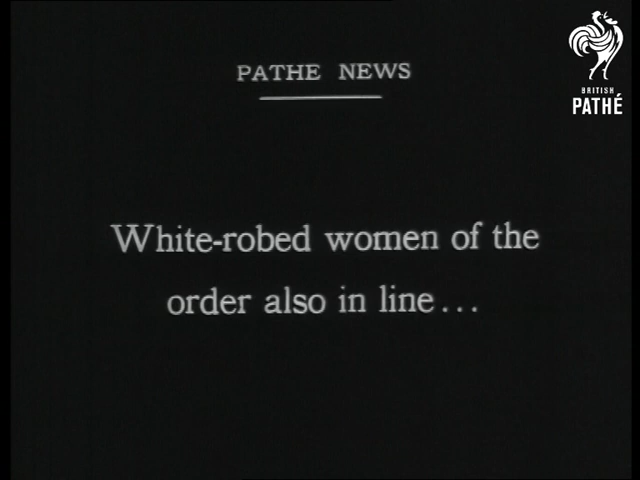 PATHE NEWS
BRITISH
PATHÉ
White-robed women of the
order also in line...